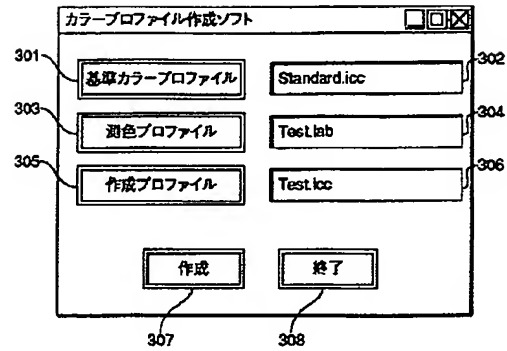 カラープロファイル作成ソフト
301
基準カラープロファイル
Standard.icc
302
303
測色プロファイル
Test.lab
304
305
作成プロファイル
Test.icc
306
作成
終了
307
308